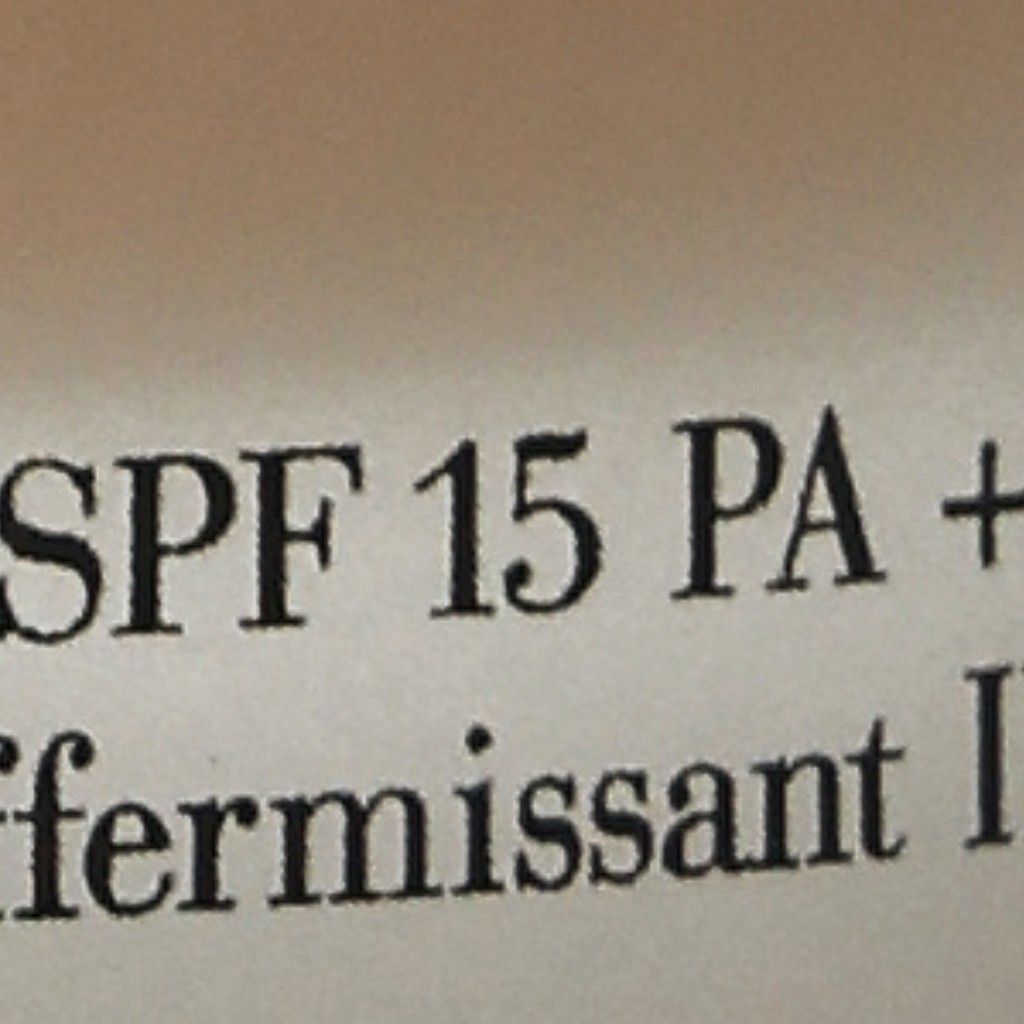 SPF 15 PA +
ffermissant